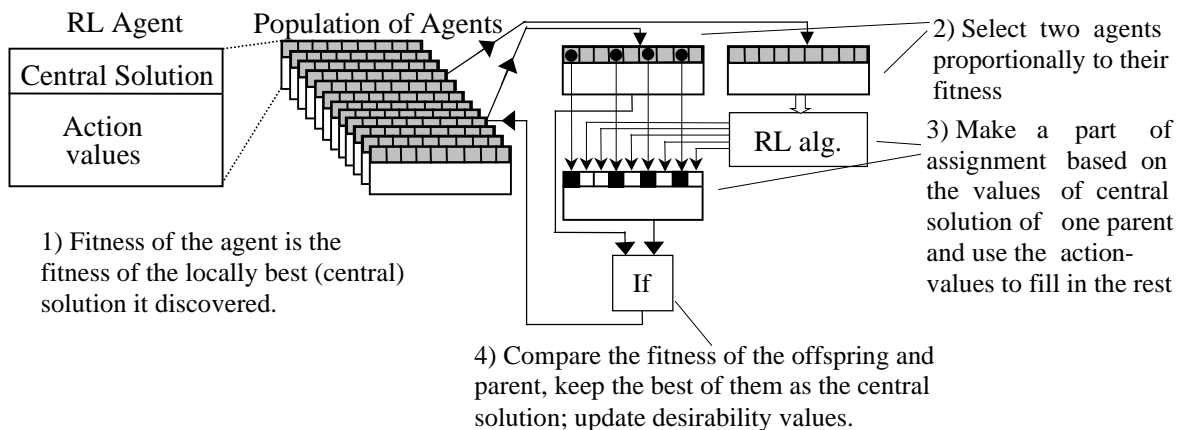 RL Agent
Population of Agents
Central Solution
Action
values
1) Fitness of the agent is the
fitness of the locally best (central)
solution it discovered.
2) Select two agents
proportionally to their
fitness
RL alg.
3) Make a part of
assignment based on
the values of central
solution of one parent
and use the action-
values to fill in the rest
If
4) Compare the fitness of the offspring and
parent, keep the best of them as the central
solution; update desirability values.